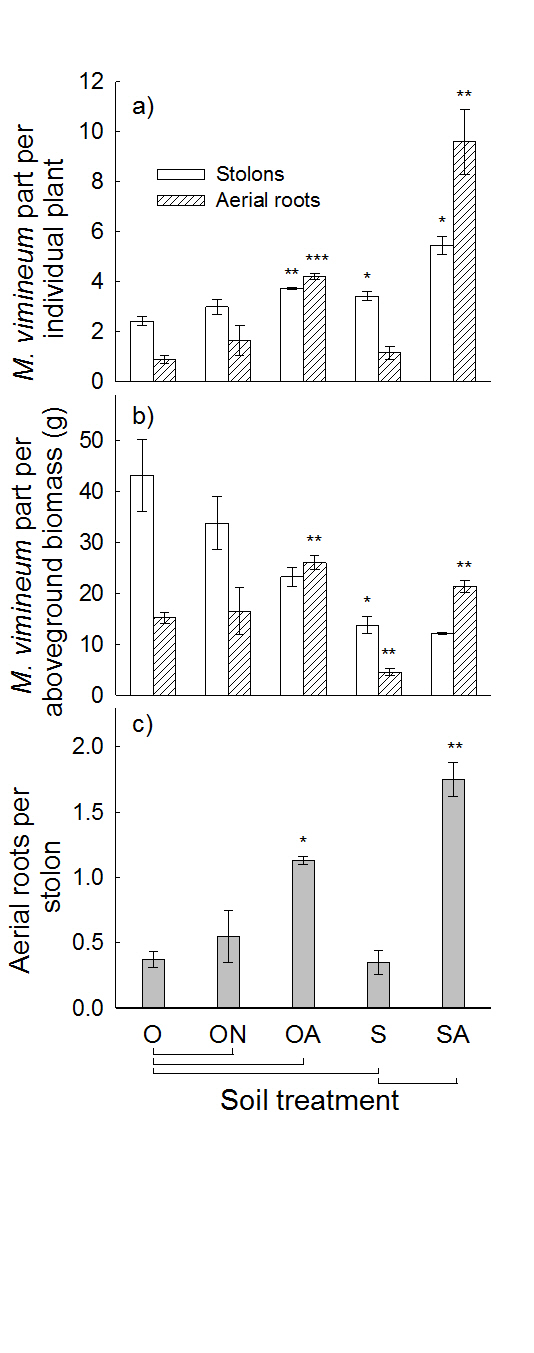 M. vimineum part per
individual plant
12
10
8
6
4
2
0
a)
Stolons
Aerial roots
**
***
*
*
**
M. vimineum part per
aboveground biomass (g)
50
40
30
20
10
0
b)
**
*
**
**
Aerial roots per
stolon
2.0
1.5
1.0
0.5
0.0
c)
*
**
O ON OA S SA
Soil treatment